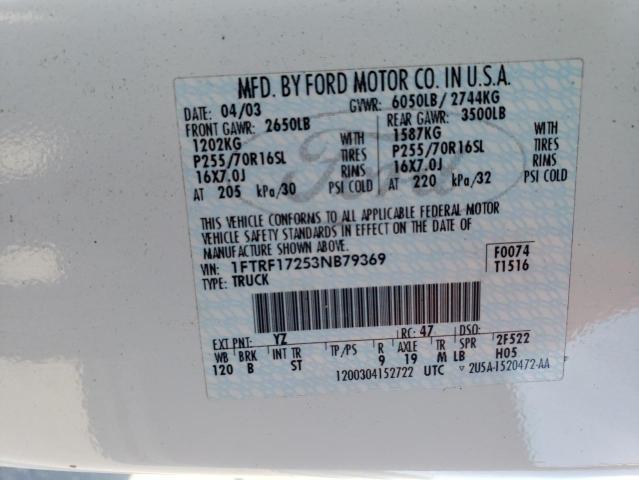 MFD. BY FORD MOTOR CO. IN U.S.A.
DATE: 04/03 GVWR: 6050LB/ 2744KG
FRONT GAWR: 2650LB REAR GAWR: 3500LB
1202KG WITH 1587KG WITH
P255/70R16SL TIRES P255/70R16SL TIRES
16X7.0J RIMS 16X7.0J RIMS
AT 205 kPa/30 PSI COLD AT 220 kPa/32 PSI COLD
THIS VEHICLE CONFORMS TO ALL APPLICABLE FEDERAL MOTOR
VEHICLE SAFETY STANDARDS IN EFFECT ON THE DATE OF
MANUFACTURE SHOWN ABOVE.
VIN: 1FTRF17253NB79369 F0074
TYPE: TRUCK T1516
EXT PNT: YZ RC: 47 DSO:
WB BRK INT TR TP/PS R AXLE TR SPR 2F522
120 B ST 9 19 M LB H05
1200304152722 UTC 2U5A-1520472-AA
Ford